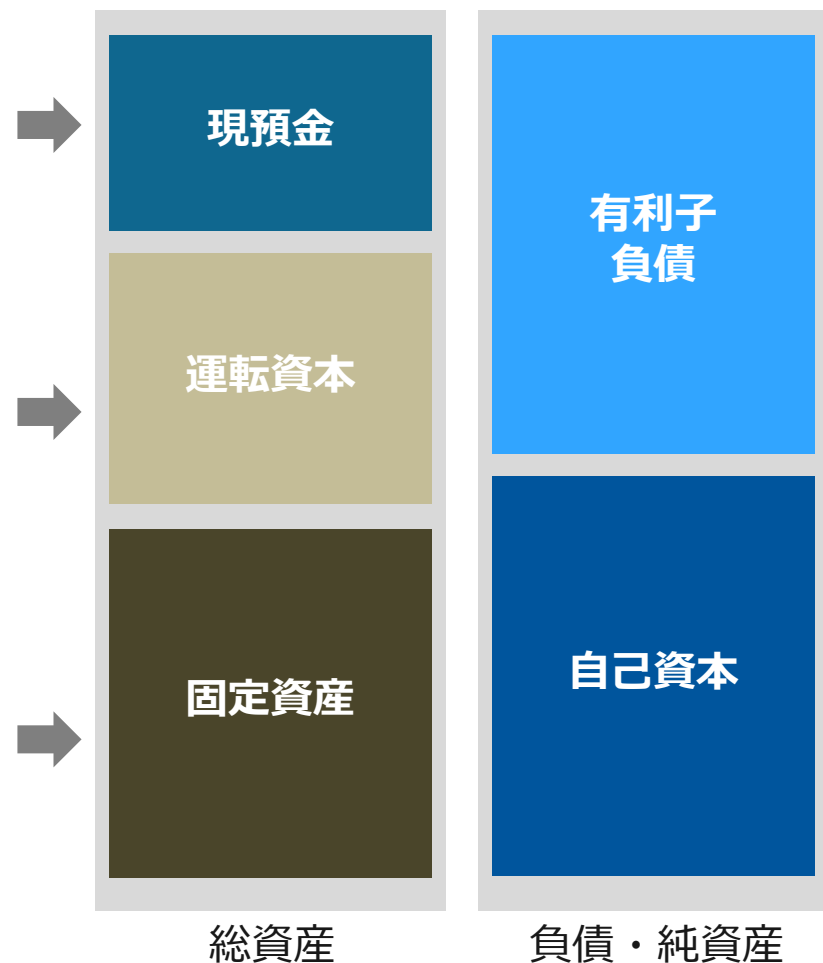 現預金
運転資本
固定資産
総資産
有利子
負債
自己資本
負債・純資産